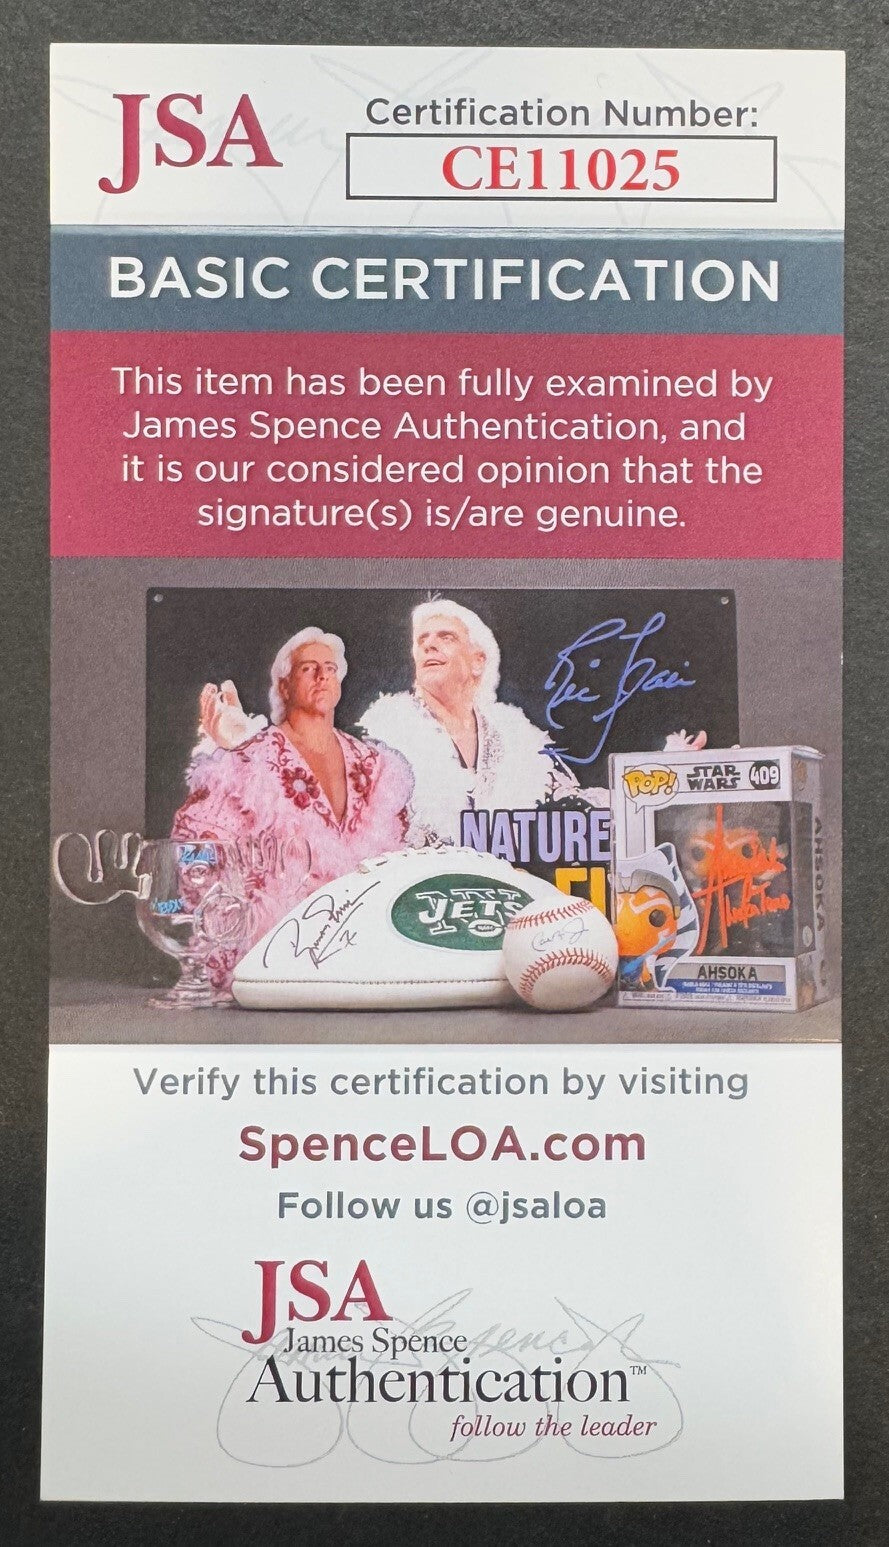 JSA
Certification Number:
CE11025
BASIC CERTIFICATION
This item has been fully examined by
James Spence Authentication, and
it is our considered opinion that the
signature(s) is/are genuine.
NATURE
JETS
POP!
STAR
WARS
409
AHSOKA
AHSOKA
Verify this certification by visiting
SpenceLOA.com
Follow us @jsaloa
JSA
James Spence
Authentication™
follow the leader